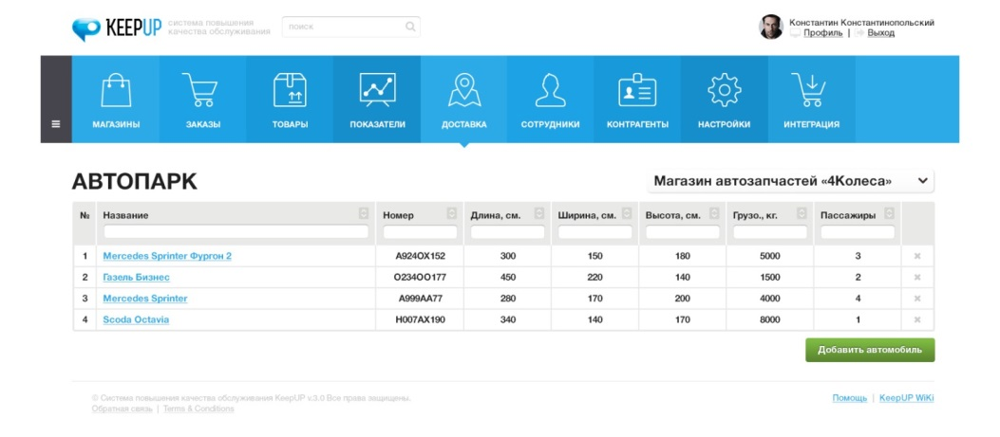 KEEPUP система повышения качества обслуживания
поиск
Константин Константинопольский
Профиль | Выход
МАГАЗИНЫ ЗАКАЗЫ ТОВАРЫ ПОКАЗАТЕЛИ ДОСТАВКА СОТРУДНИКИ КОНТРАГЕНТЫ НАСТРОЙКИ ИНТЕГРАЦИЯ
АВТОПАРК
Магазин автозапчастей «4Колеса»
№ Название Номер Длина, см. Ширина, см. Высота, см. Грузо., кг. Пассажиры
1 Mercedes Sprinter Фургон 2 А924ОХ152 300 150 180 5000 3
2 Газель Бизнес О234ОО177 450 220 140 1500 2
3 Mercedes Sprinter А999АА77 280 170 200 4000 4
4 Scoda Octavia Н007АХ190 340 140 170 8000 1
Добавить автомобиль
© Система повышения качества обслуживания KeepUP v.3.0 Все права защищены.
Обратная связь | Terms & Conditions
Помощь | KeepUP WiKi